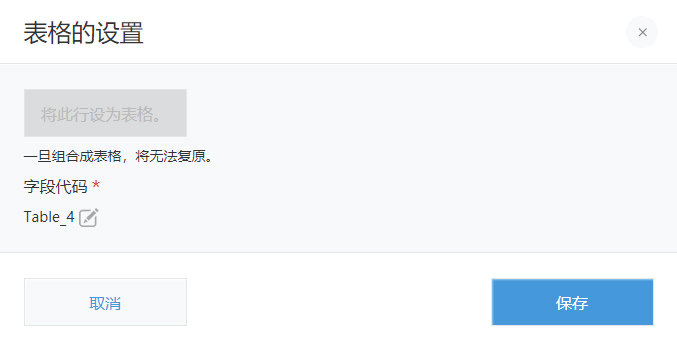 表格的设置
将此行设为表格。
一旦组合成表格，将无法复原。
字段代码 *
Table_4
取消
保存